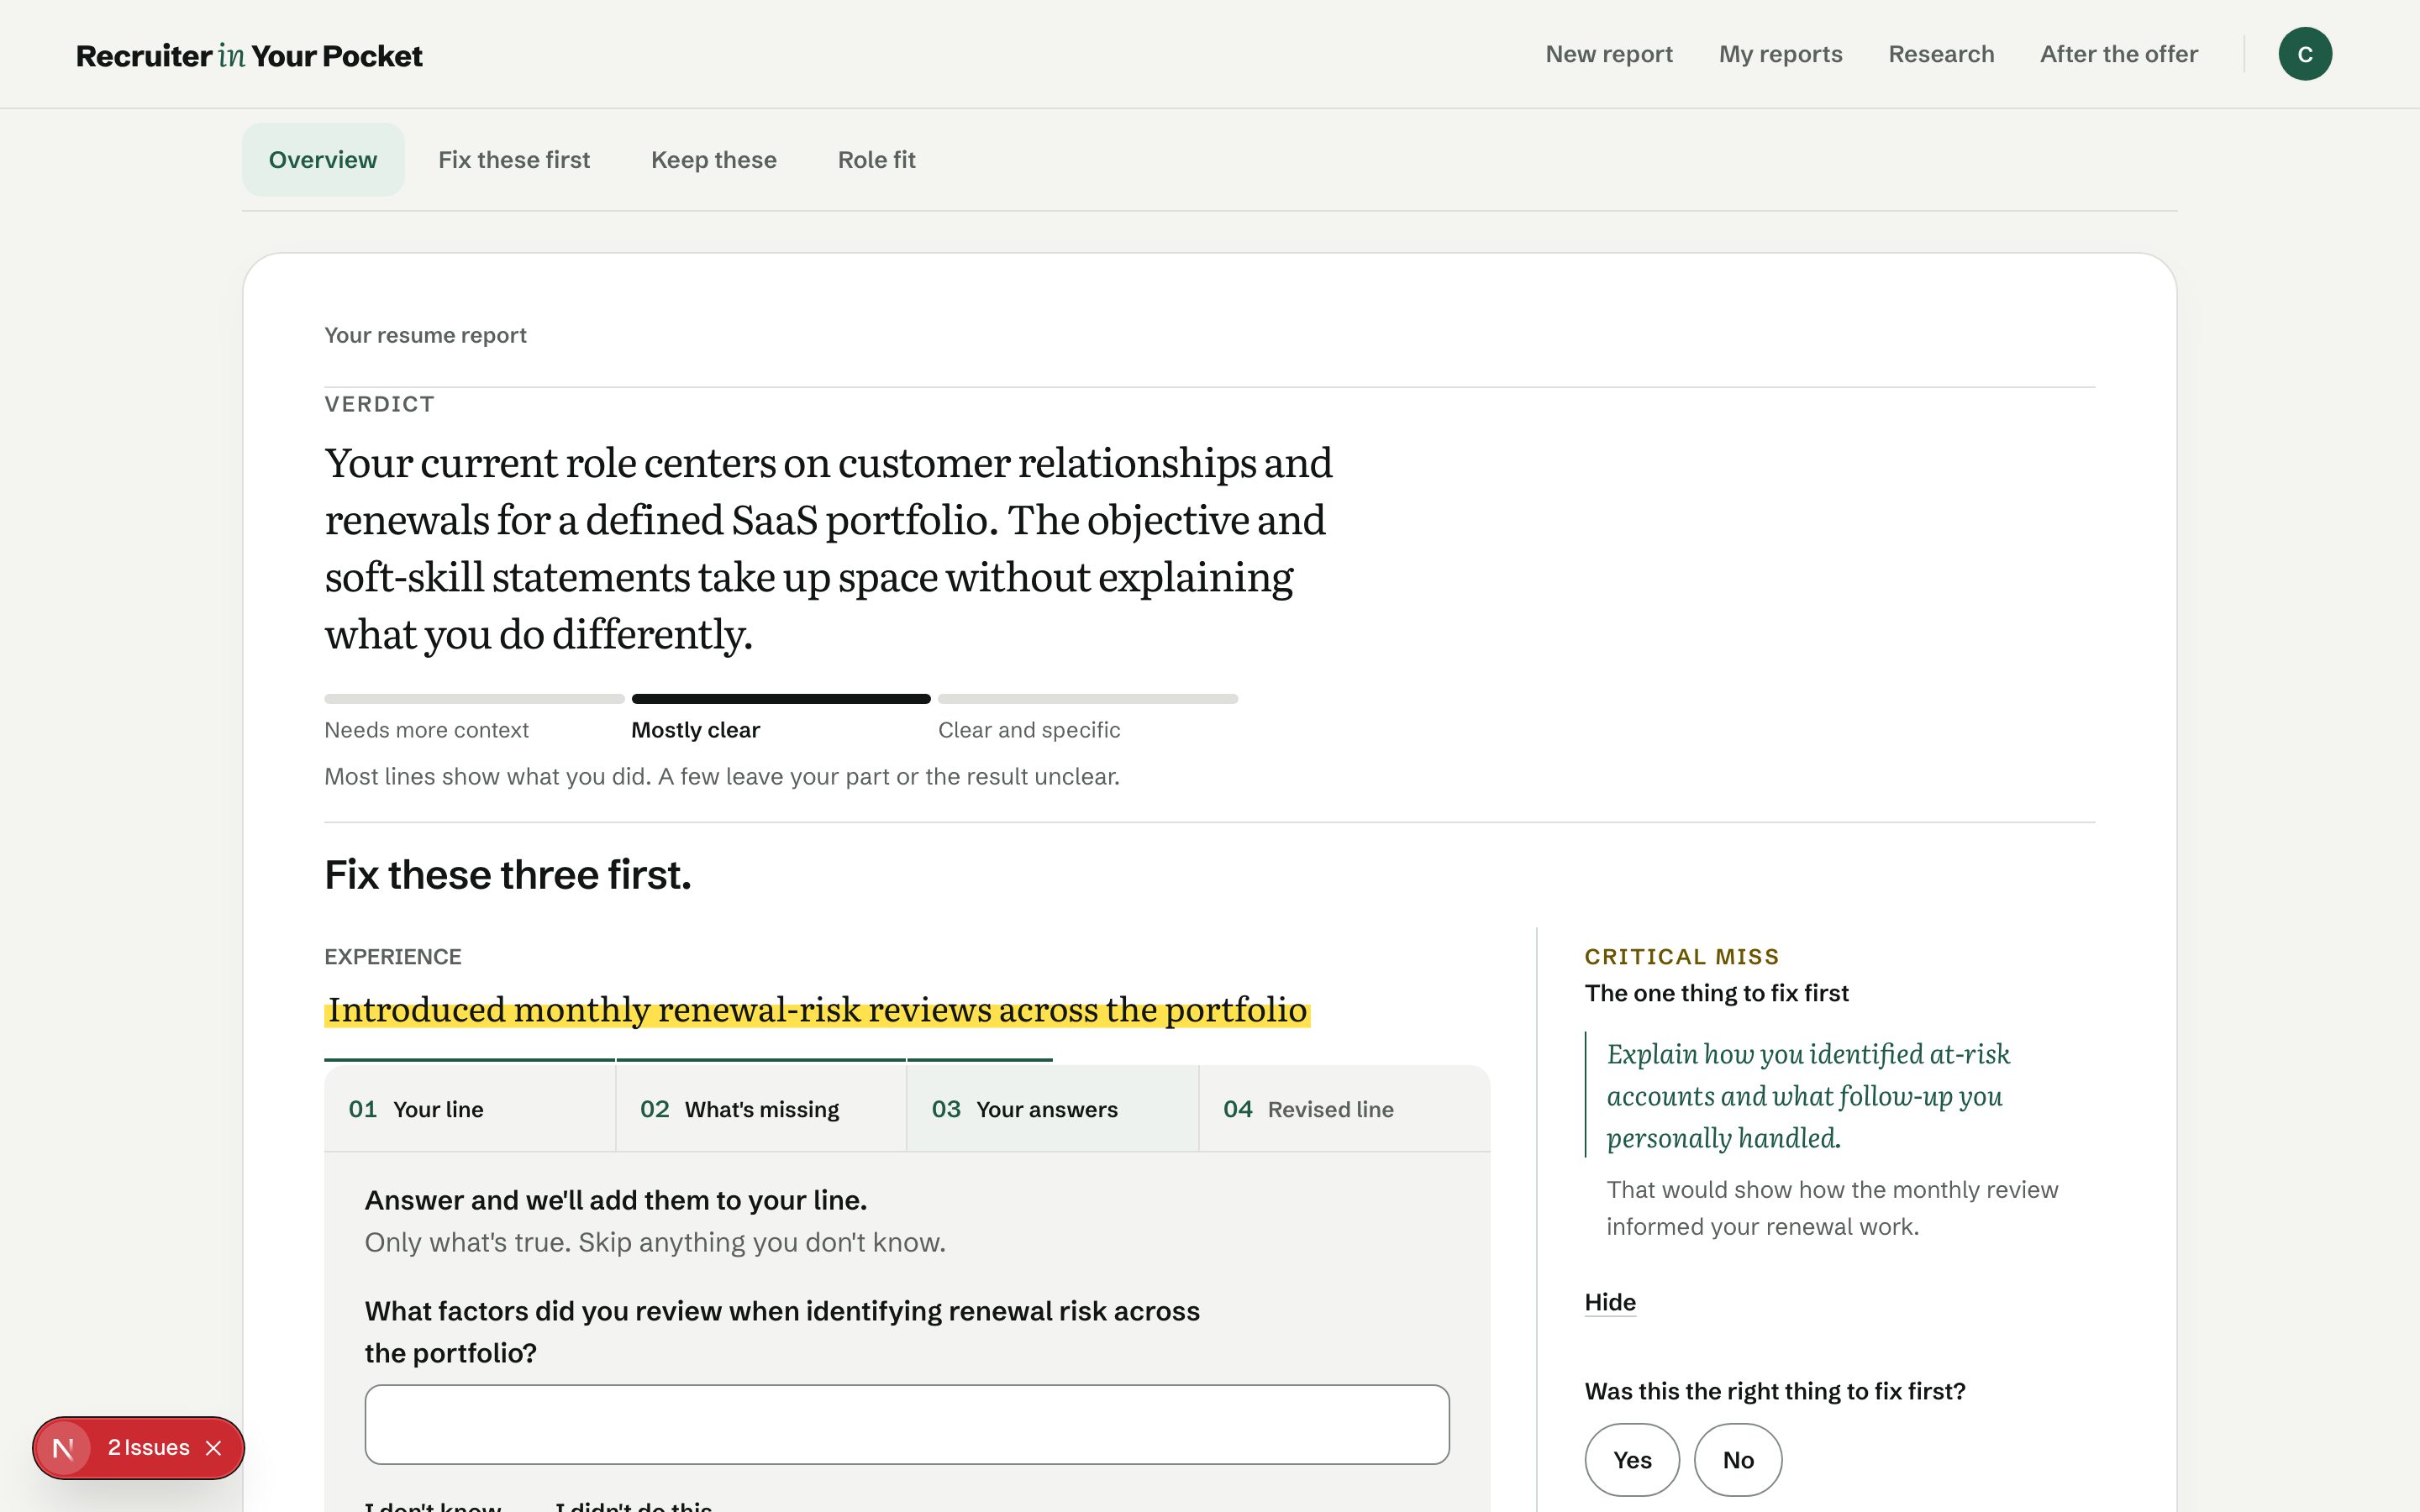 Recruiter in Your Pocket
New report
My reports
Research
After the offer
C
Overview
Fix these first
Keep these
Role fit
Your resume report
VERDICT
Your current role centers on customer relationships and
renewals for a defined SaaS portfolio. The objective and
soft-skill statements take up space without explaining
what you do differently.
Needs more context
Mostly clear
Clear and specific
Most lines show what you did. A few leave your part or the result unclear.
Fix these three first.
EXPERIENCE
Introduced monthly renewal-risk reviews across the portfolio
01 Your line
02 What's missing
03 Your answers
04 Revised line
Answer and we'll add them to your line.
Only what's true. Skip anything you don't know.
What factors did you review when identifying renewal risk across
the portfolio?
I don't know
I didn't do this
CRITICAL MISS
The one thing to fix first
Explain how you identified at-risk
accounts and what follow-up you
personally handled.
That would show how the monthly review
informed your renewal work.
Hide
Was this the right thing to fix first?
Yes
No
N
2 Issues